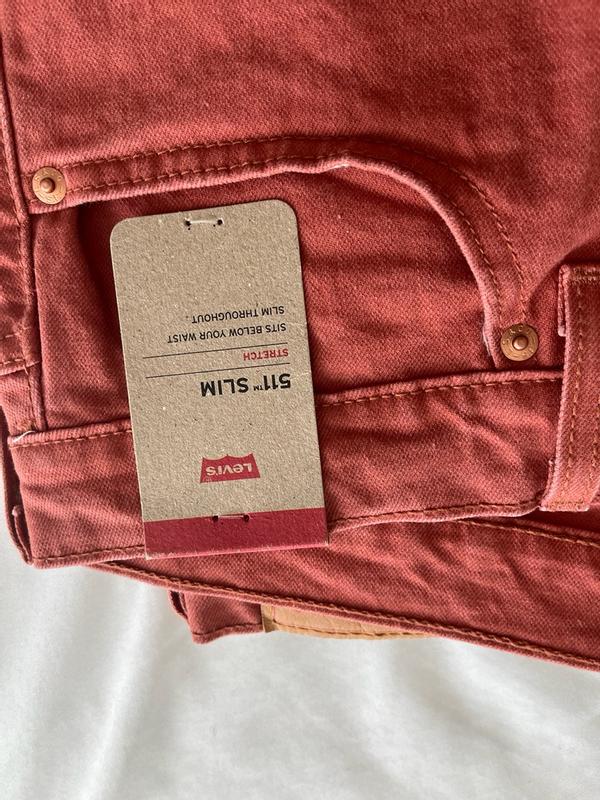 Levi's®
511™ SLIM
STRETCH
SITS BELOW YOUR WAIST
SLIM THROUGHOUT.